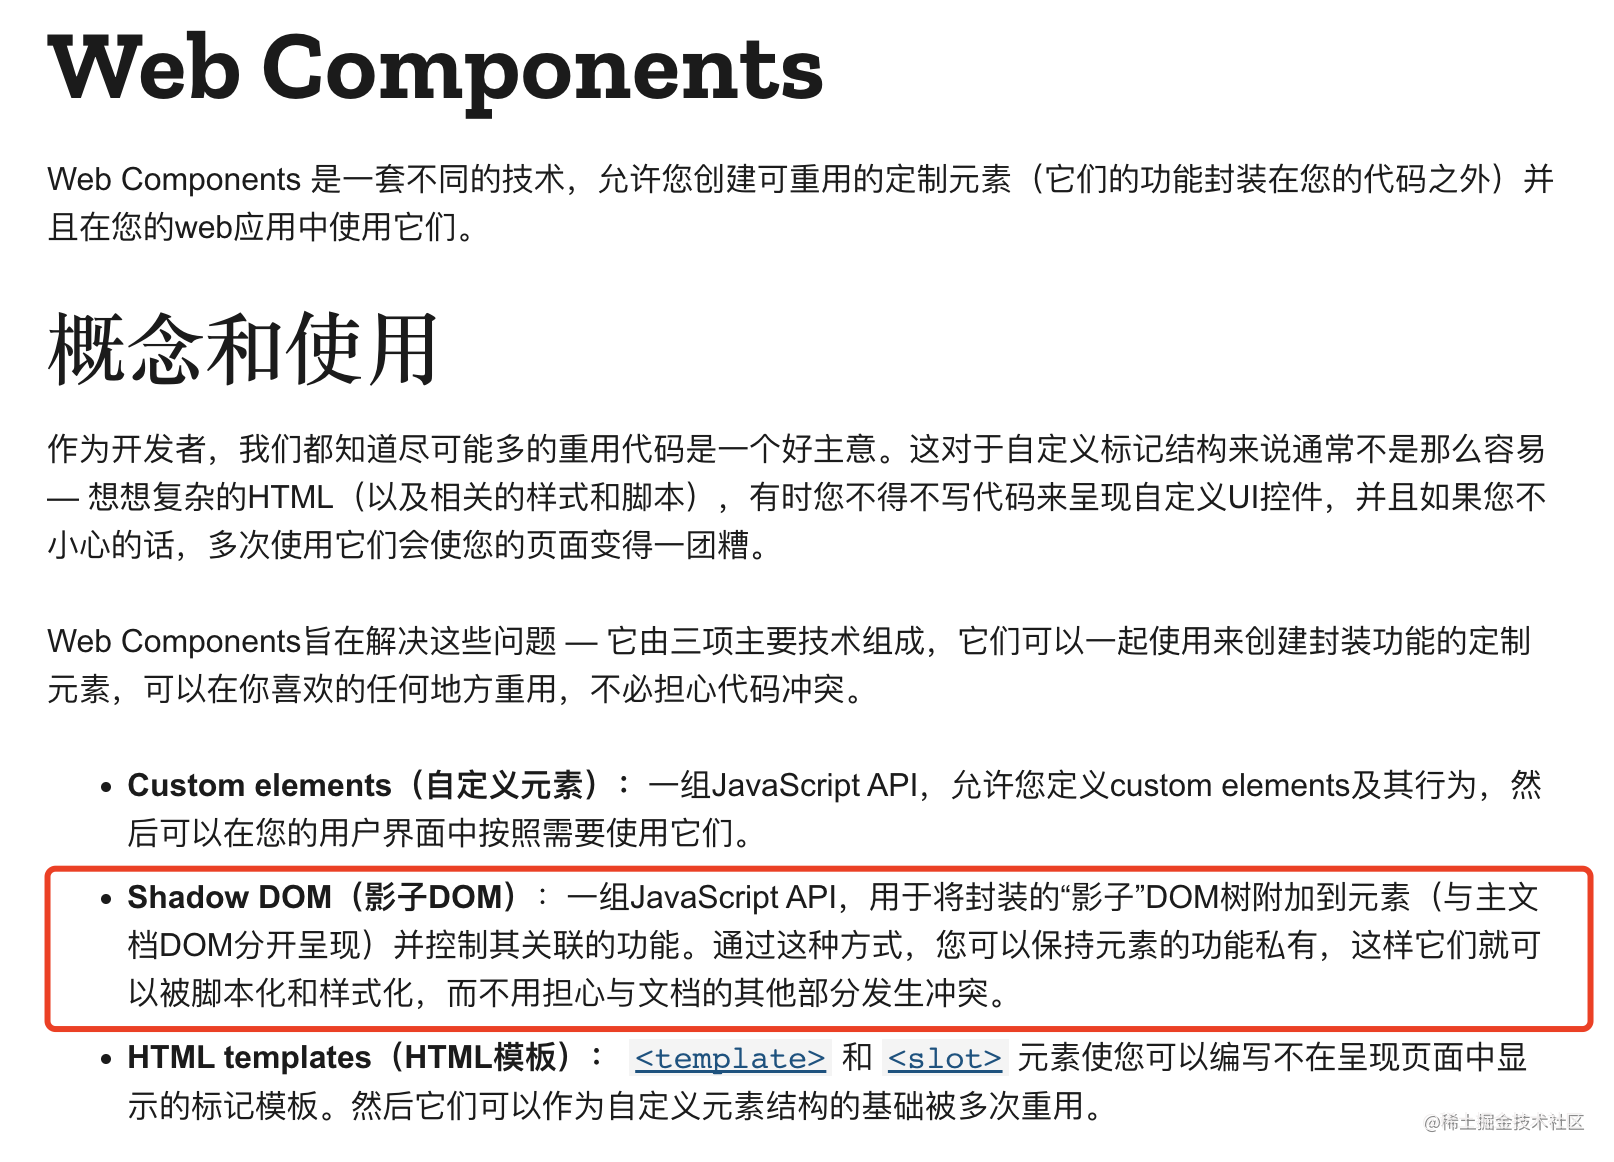 Web Components
Web Components 是一套不同的技术，允许您创建可重用的定制元素（它们的功能封装在您的代码之外）并
且在您的web应用中使用它们。
概念和使用
作为开发者，我们都知道尽可能多的重用代码是一个好主意。这对于自定义标记结构来说通常不是那么容易
— 想想复杂的HTML（以及相关的样式和脚本），有时您不得不写代码来呈现自定义UI控件，并且如果您不
小心的话，多次使用它们会使您的页面变得一团糟。
Web Components旨在解决这些问题 — 它由三项主要技术组成，它们可以一起使用来创建封装功能的定制
元素，可以在你喜欢的任何地方重用，不必担心代码冲突。
• Custom elements（自定义元素）：一组JavaScript API，允许您定义custom elements及其行为，然
后可以在您的用户界面中按照需要使用它们。
• Shadow DOM（影子DOM）：一组JavaScript API，用于将封装的“影子”DOM树附加到元素（与主文
档DOM分开呈现）并控制其关联的功能。通过这种方式，您可以保持元素的功能私有，这样它们就可
以被脚本化和样式化，而不用担心与文档的其他部分发生冲突。
• HTML templates（HTML模板）： <template> 和 <slot> 元素使您可以编写不在呈现页面中显
示的标记模板。然后它们可以作为自定义元素结构的基础被多次重用。
@稀土掘金技术社区